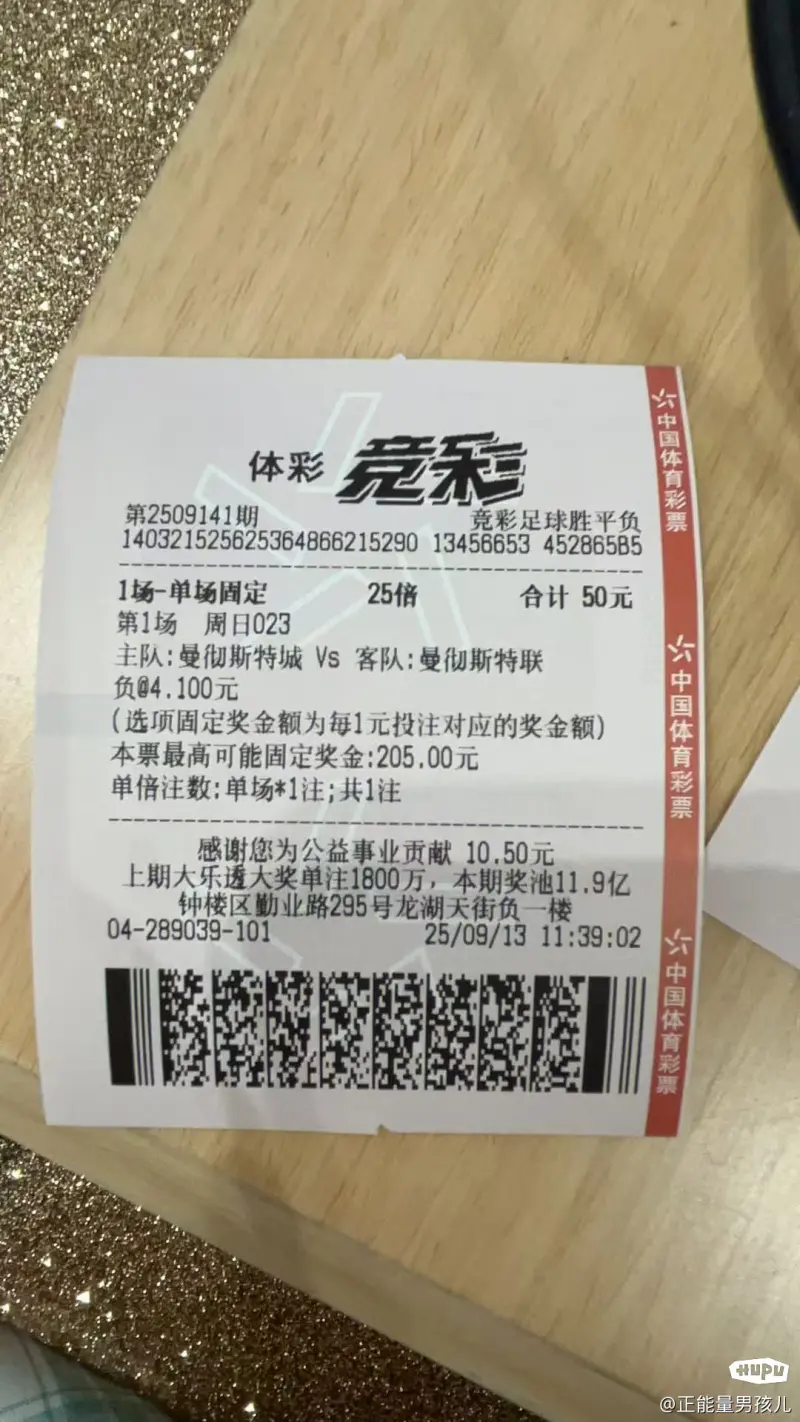 体彩 竞彩
第2509141期 竞彩足球胜平负
140321525625364866215290 13456653 45286585
1场-单场固定 25倍 合计 50元
第1场 周日023
主队:曼彻斯特城 Vs 客队:曼彻斯特联
负@4.100元
(选项固定奖金额为每1元投注对应的奖金额)
本票最高可能固定奖金:205.00元
单倍注数:单场*1注;共1注
感谢您为公益事业贡献 10.50元
上期大乐透大奖单注1800万，本期奖池11.9亿
钟楼区勤业路295号龙湖天街负一楼
04-289039-101 25/09/13 11:39:02
中国体育彩票
中国体育彩票
中国体育彩票
HUPU
@正能量男孩儿